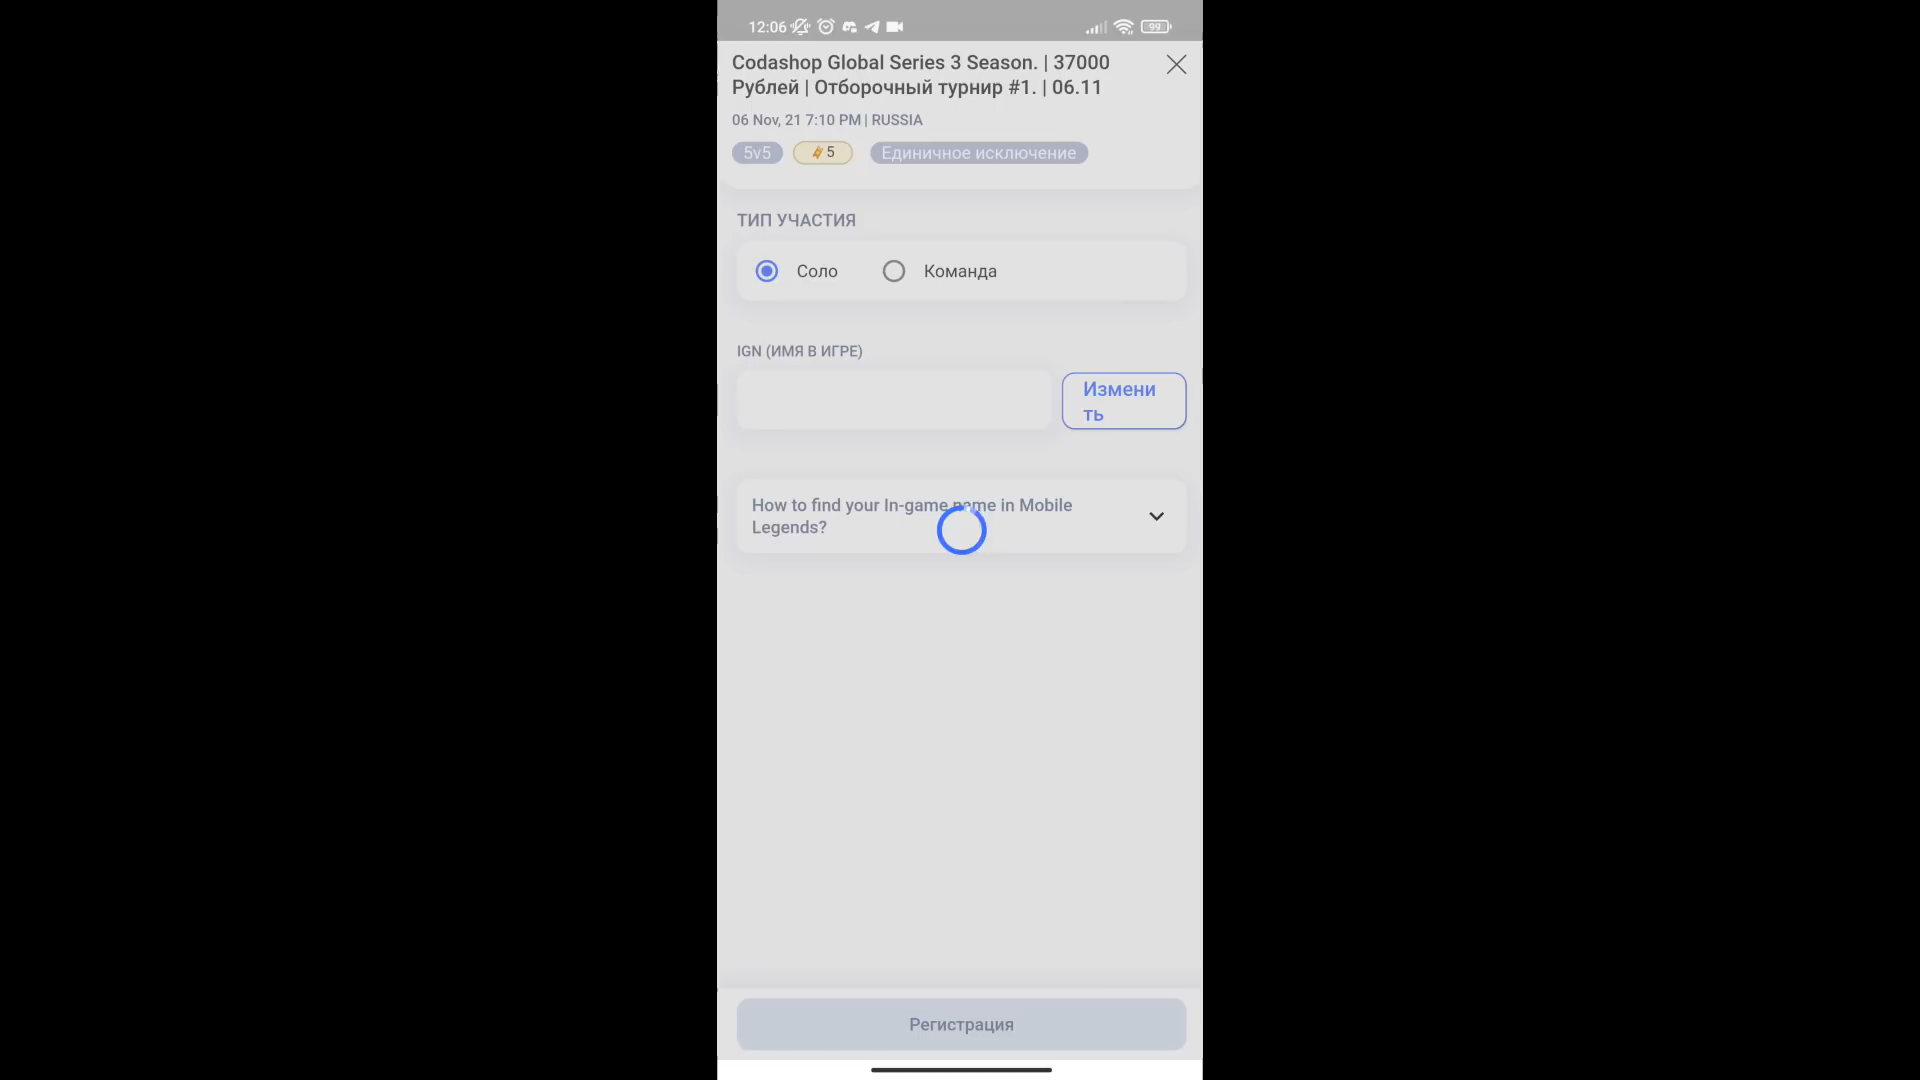 12:06
99
Codashop Global Series 3 Season. | 37000
Рублей | Отборочный турнир #1. | 06.11
06 Nov, 21 7:10 PM | RUSSIA
5v5
5
Единичное исключение
ТИП УЧАСТИЯ
Соло
Команда
IGN (ИМЯ В ИГРЕ)
Измени
ть
How to find your In-game name in Mobile
Legends?
Регистрация